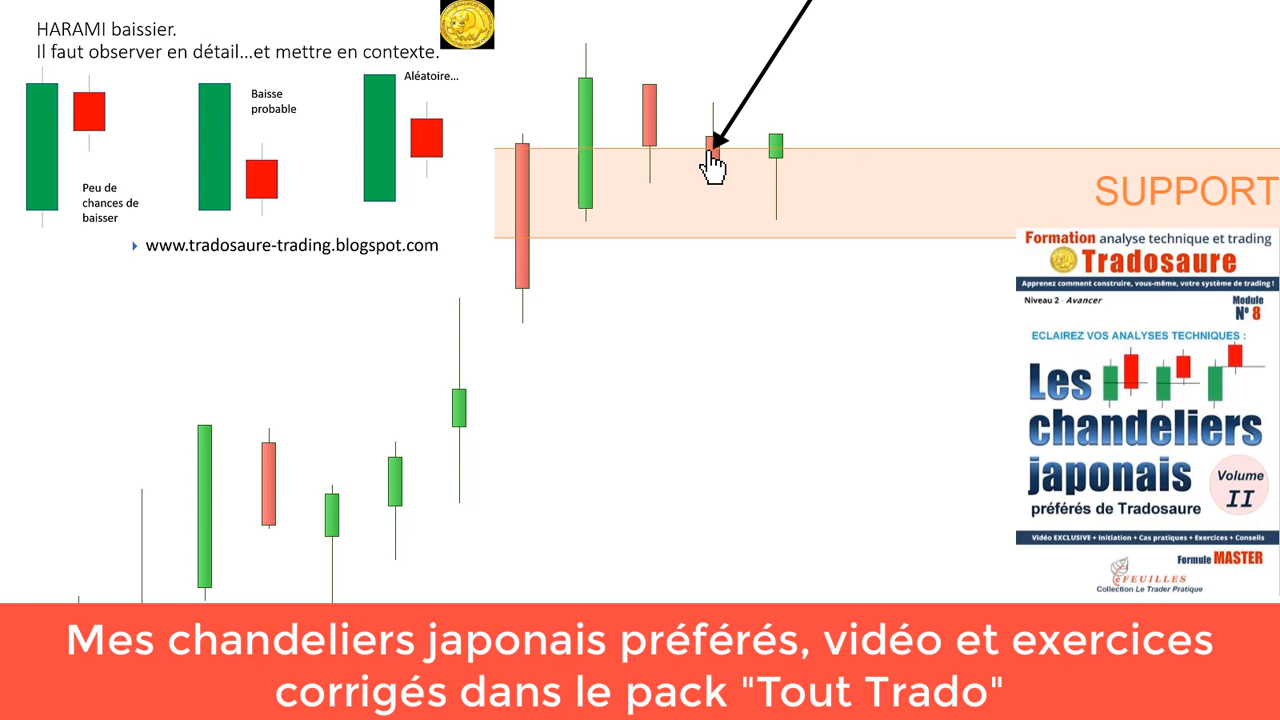 HARAMI baissier.
Il faut observer en détail...et mettre en contexte.
Aléatoire...
Baisse
probable
Peu de
chances de
baisser
www.tradosaure-trading.blogspot.com
SUPPORT
Formation analyse technique et trading
Tradosaure
Apprenez comment construire, vous-même, votre système de trading !
Niveau 2 - Avancer
Module
N° 8
ECLAIREZ VOS ANALYSES TECHNIQUES :
Les
chandeliers
japonais
Volume
II
préférés de Tradosaure
Vidéo EXCLUSIVE + Initiation + Cas pratiques + Exercices + Conseils
Formule MASTER
eFEUILLES
Collection Le Trader Pratique
Mes chandeliers japonais préférés, vidéo et exercices
corrigés dans le pack "Tout Trado"